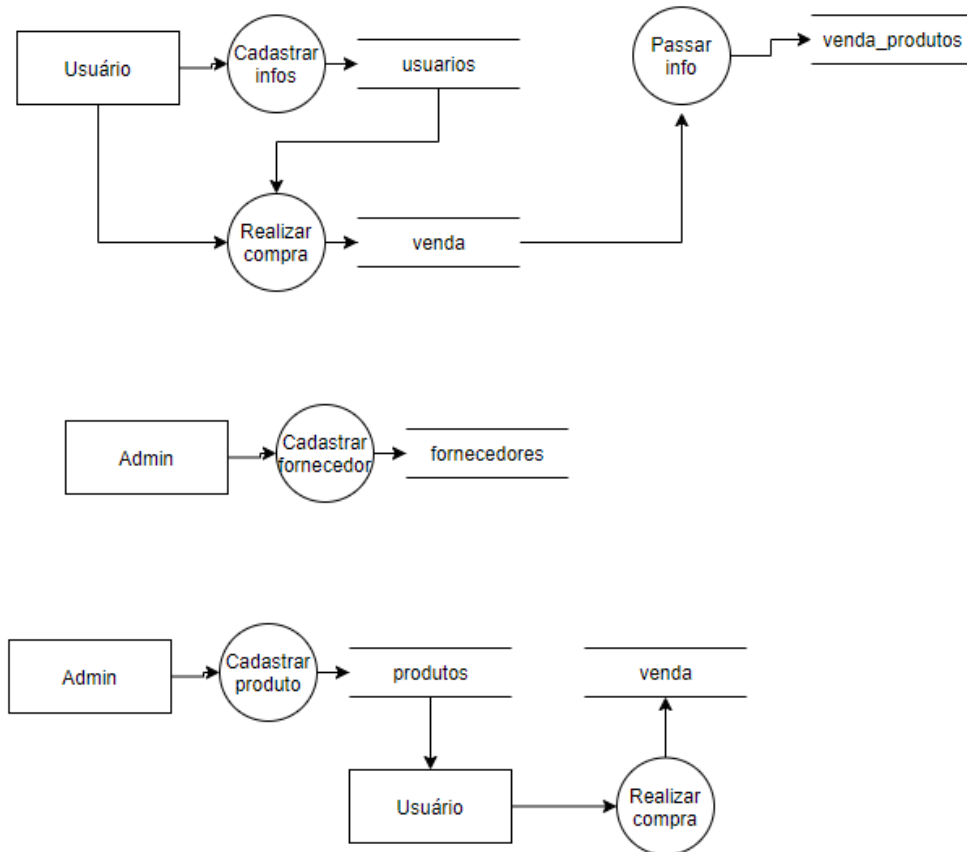 Usuário
Cadastrar
infos
usuarios
Passar
info
venda_produtos
Realizar
compra
venda
Admin
Cadastrar
fornecedor
fornecedores
Admin
Cadastrar
produto
produtos
venda
Usuário
Realizar
compra